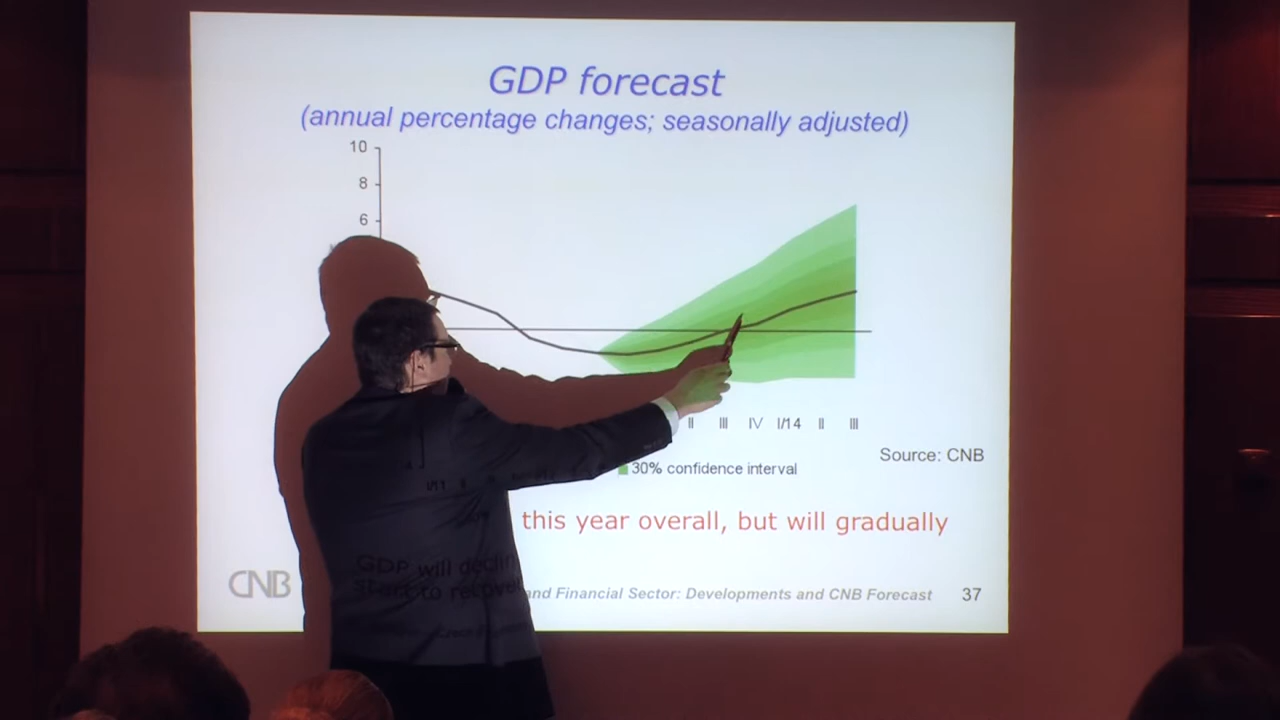 GDP forecast
(annual percentage changes; seasonally adjusted)
10
8
6
II III IV I/14 II III
Source: CNB
30% confidence interval
this year overall, but will gradually
GDP will declin
start to recover
CNB
and Financial Sector: Developments and CNB Forecast 37